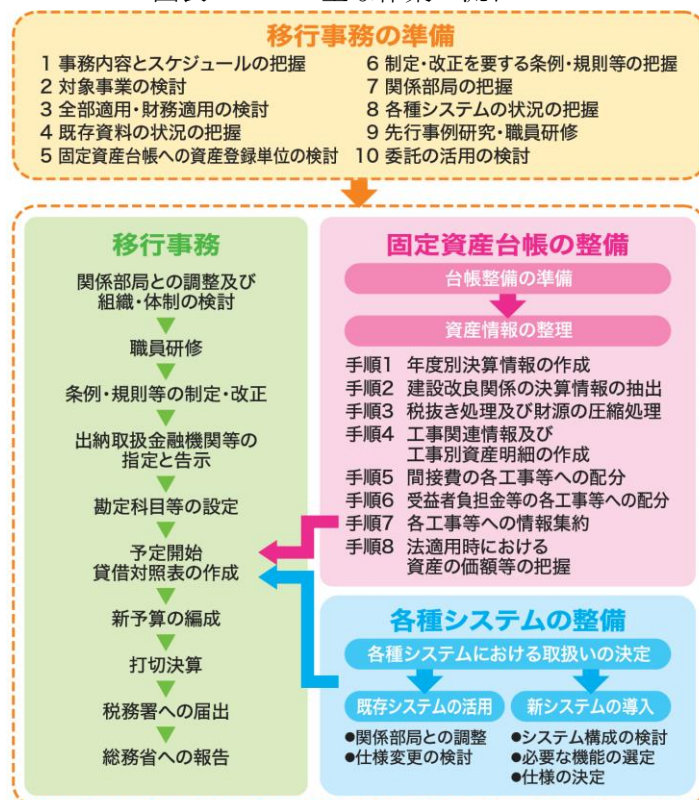 移行事務の準備
1 事務内容とスケジュールの把握
2 対象事業の検討
3 全部適用・財務適用の検討
4 既存資料の状況の把握
5 固定資産台帳への資産登録単位の検討
6 制定・改正を要する条例・規則等の把握
7 関係部局の把握
8 各種システムの状況の把握
9 先行事例研究・職員研修
10 委託の活用の検討
移行事務
関係部局との調整及び
組織・体制の検討
職員研修
条例・規則等の制定・改正
出納取扱金融機関等の
指定と告示
勘定科目等の設定
予定開始
貸借対照表の作成
新予算の編成
打切決算
税務署への届出
総務省への報告
固定資産台帳の整備
台帳整備の準備
資産情報の整理
手順1 年度別決算情報の作成
手順2 建設改良関係の決算情報の抽出
手順3 税抜き処理及び財源の圧縮処理
手順4 工事関連情報及び
工事別資産明細の作成
手順5 間接費の各工事等への配分
手順6 受益者負担金等の各工事等への配分
手順7 各工事等への情報集約
手順8 法適用時における
資産の価額等の把握
各種システムの整備
各種システムにおける取扱いの決定
既存システムの活用
●関係部局との調整
●仕様変更の検討
新システムの導入
●システム構成の検討
●必要な機能の選定
●仕様の決定